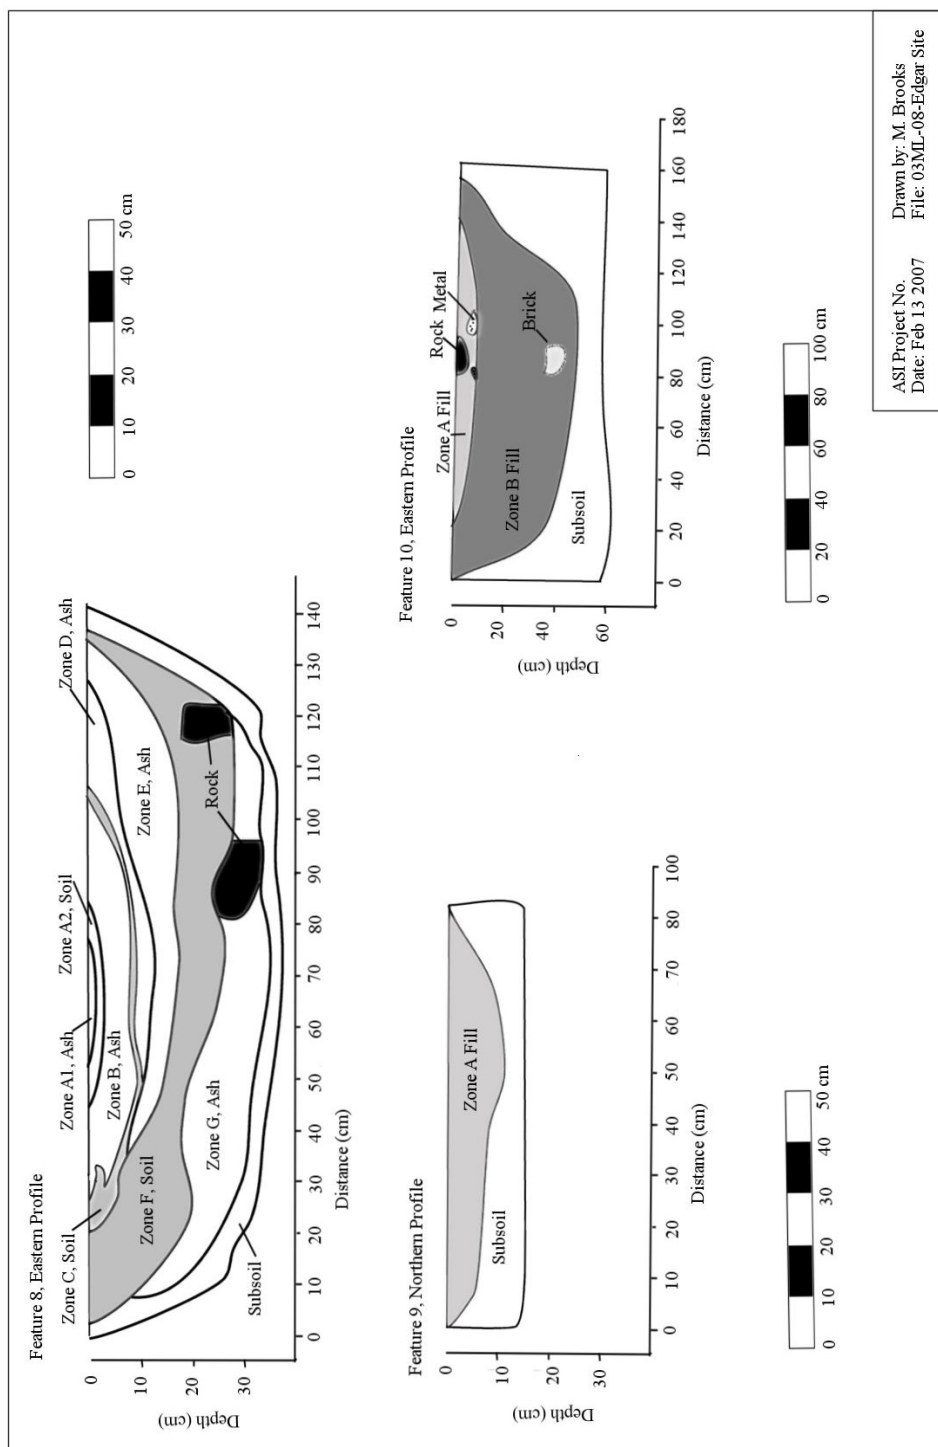 Feature 8, Eastern Profile
Zone C, Soil
Zone A1, Ash
Zone A2, Soil
Zone D, Ash
Zone B, Ash
Zone E, Ash
Zone F, Soil
Zone G, Ash
Rock
Subsoil
Depth (cm)
0
10
20
30
0 10 20 30 40 50 60 70 80 90 100 110 120 130 140
Distance (cm)
0 10 20 30 40 50 cm
Feature 9, Northern Profile
Zone A Fill
Subsoil
Depth (cm)
0
10
20
30
0 10 20 30 40 50 60 70 80 90 100
Distance (cm)
0 10 20 30 40 50 cm
Feature 10, Eastern Profile
Zone A Fill
Rock
Metal
Zone B Fill
Brick
Subsoil
Depth (cm)
0
20
40
60
0 20 40 60 80 100 120 140 160 180
Distance (cm)
0 20 40 60 80 100 cm
ASI Project No. Drawn by: M. Brooks
Date: Feb 13 2007 File: 03ML-08-Edgar Site